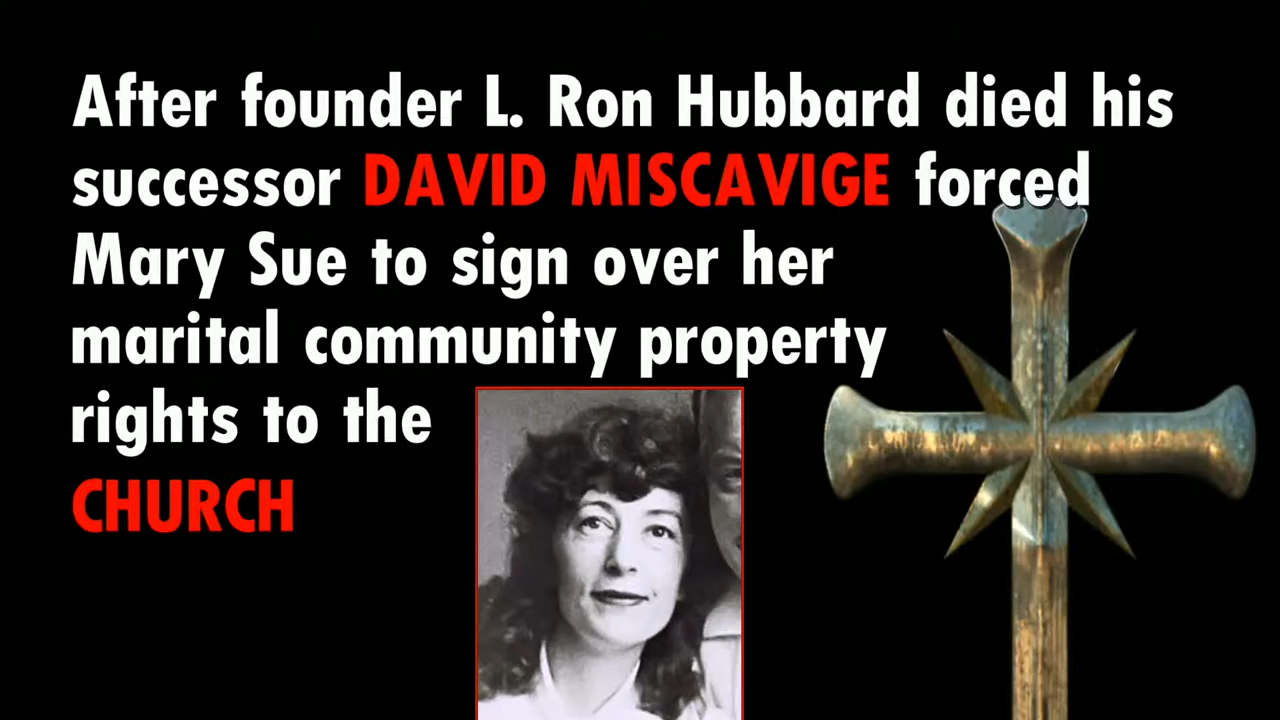 After founder L. Ron Hubbard died his
successor DAVID MISCAVIGE forced
Mary Sue to sign over her
marital community property
rights to the
CHURCH